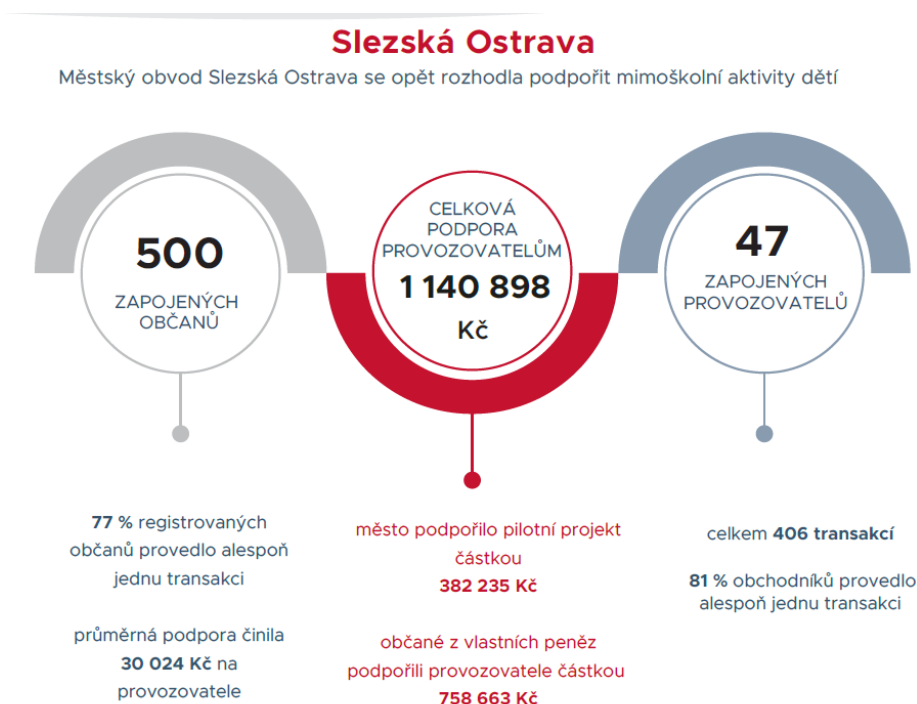 Slezská Ostrava
Městský obvod Slezská Ostrava se opět rozhodla podpořit mimoškolní aktivity dětí
500
ZAPOJENÝCH
OBČANŮ
77 % registrovaných
občanů provedlo alespoň
jednu transakci
průměrná podpora činila
30 024 Kč na
provozovatele
CELKOVÁ
PODPORA
PROVOZOVATELŮM
1 140 898
Kč
město podpořilo pilotní projekt
částkou
382 235 Kč
občané z vlastních peněz
podpořili provozovatele částkou
758 663 Kč
47
ZAPOJENÝCH
PROVOZOVATELŮ
celkem 406 transakcí
81 % obchodníků provedlo
alespoň jednu transakci